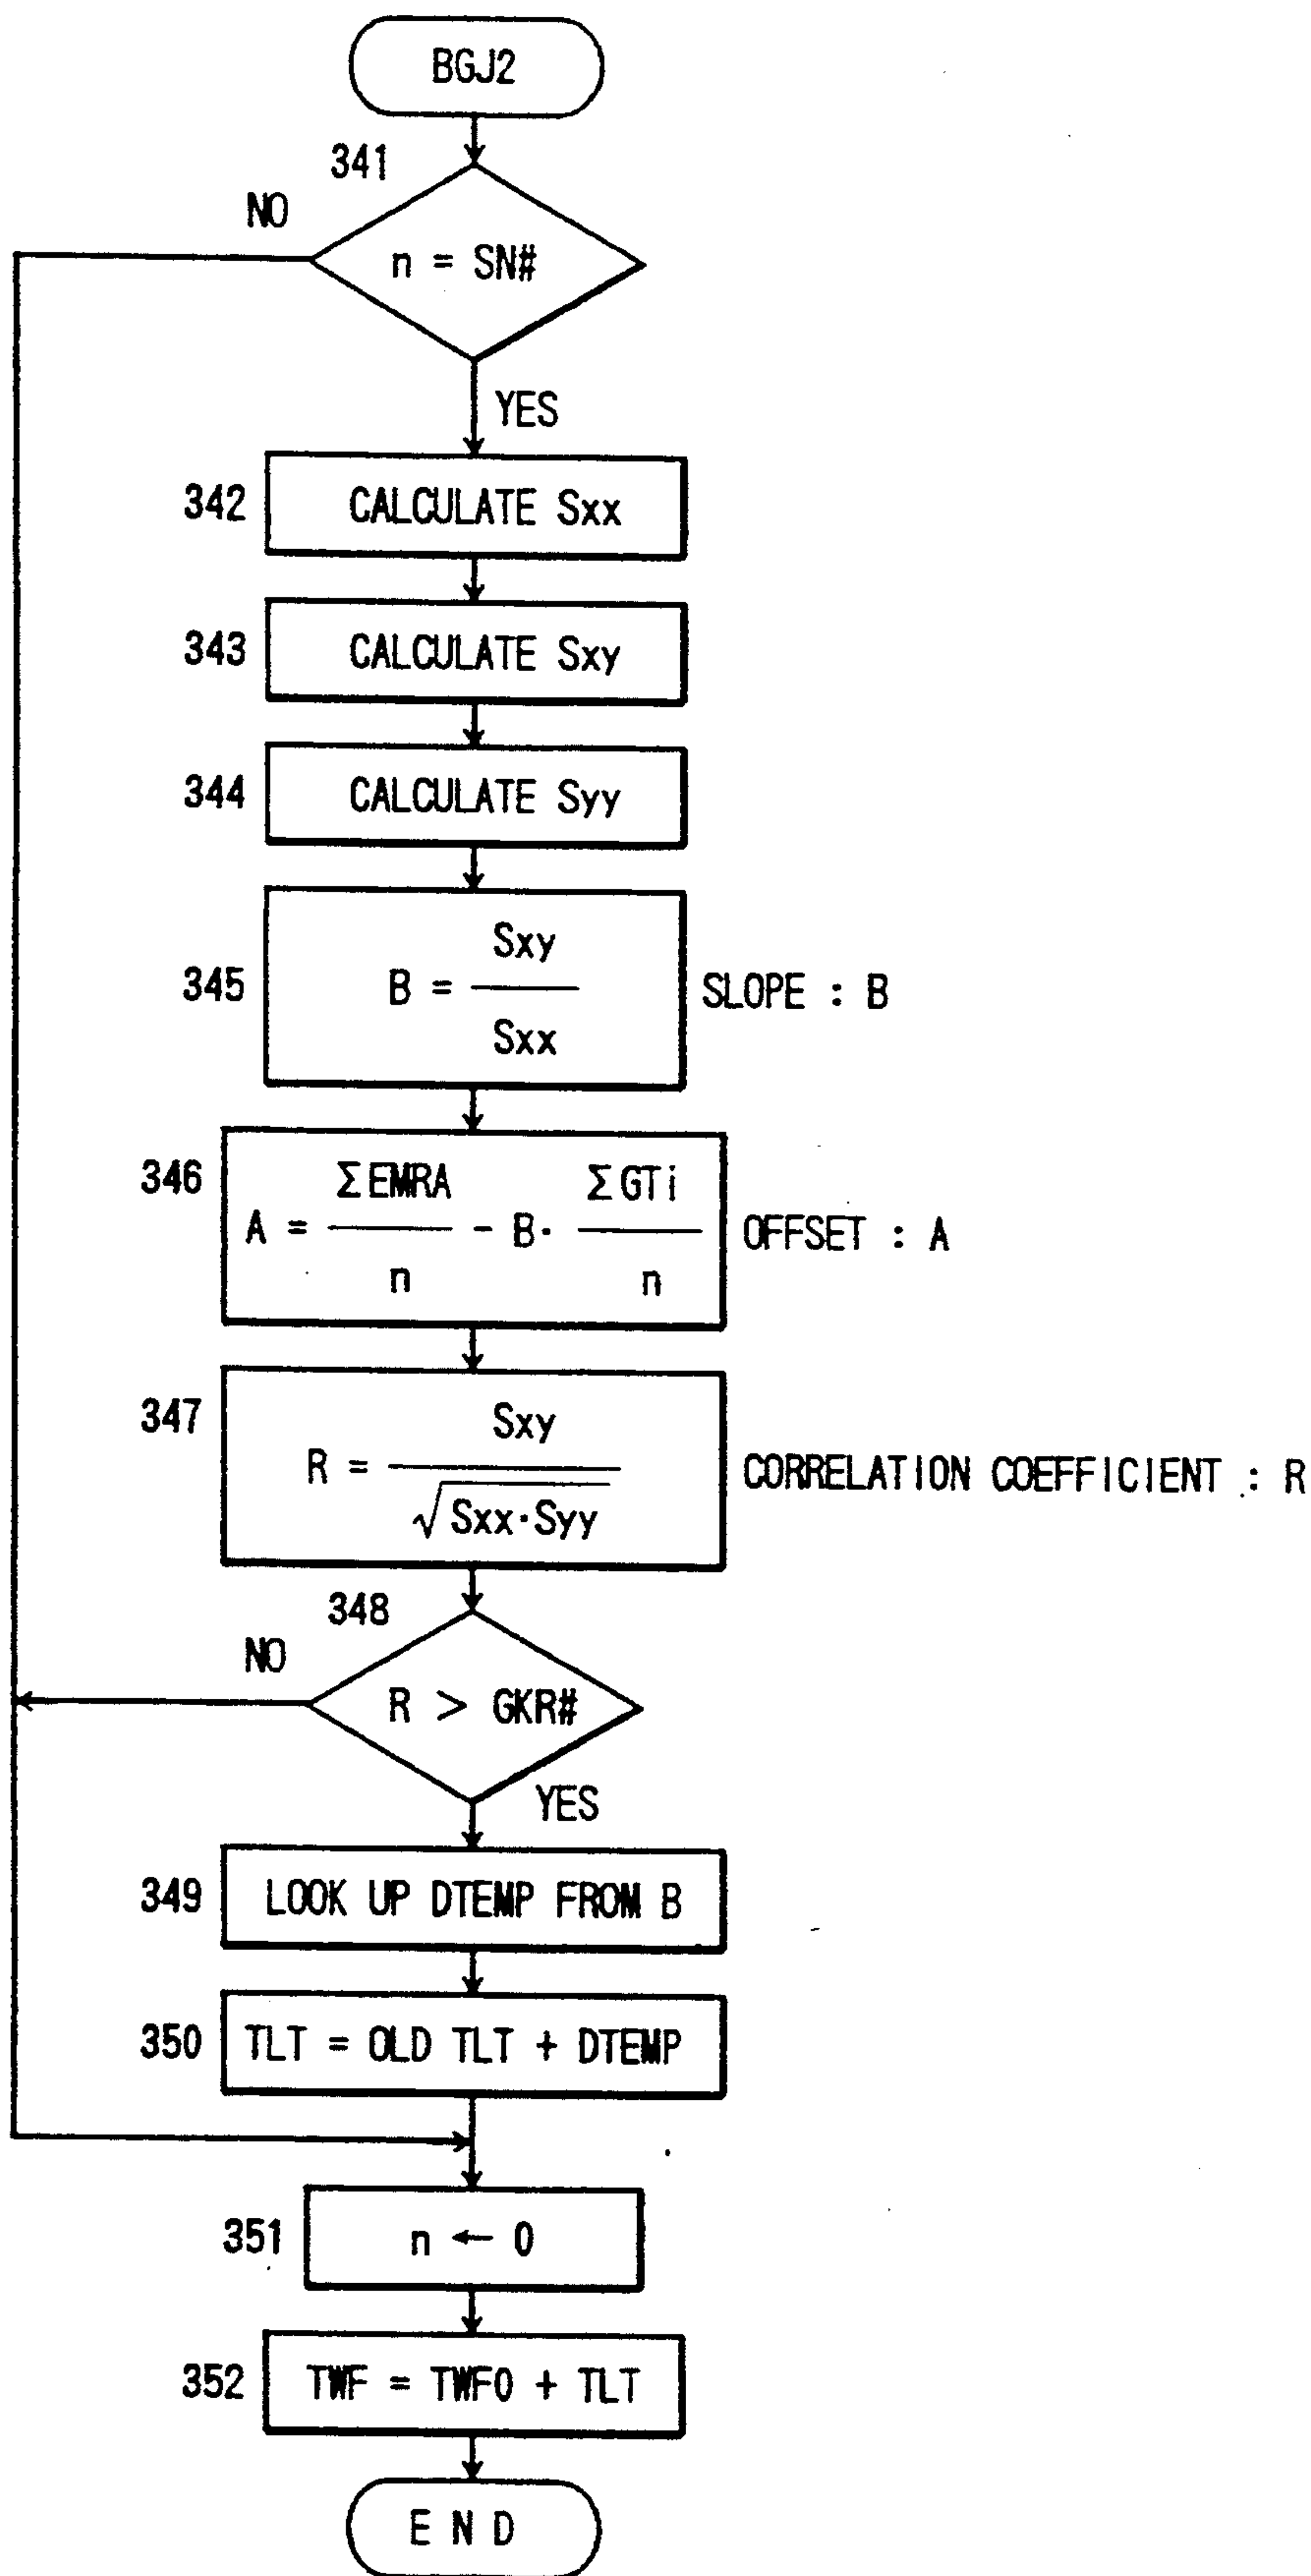 BGJ2
341
NO
n = SN#
YES
342 CALCULATE Sxx
343 CALCULATE Sxy
344 CALCULATE Syy
Sxy
345 B = SLOPE : B
Sxx
346 ΣEMRA ΣGTi
A = - B· OFFSET : A
n n
347 Sxy
R = CORRELATION COEFFICIENT : R
√Sxx·Syy
348
NO
R > GKR#
YES
349 LOOK UP DTEMP FROM B
350 TLT = OLD TLT + DTEMP
351 n ← 0
352 TWF = TWF0 + TLT
END